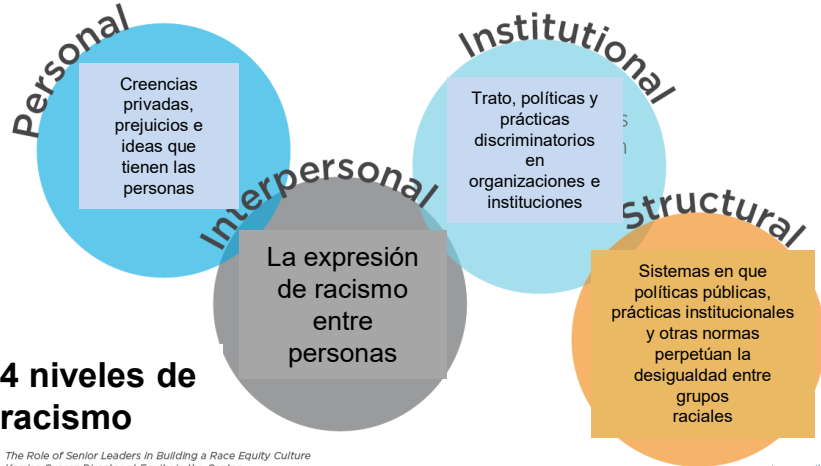 Personal
Creencias
privadas,
prejuicios e
ideas que
tienen las
personas
Interpersonal
La expresión
de racismo
entre
personas
Institutional
Trato, políticas y
prácticas
discriminatorios
en
organizaciones e
instituciones
Structural
Sistemas en que
políticas públicas,
prácticas institucionales
y otras normas
perpetúan la
desigualdad entre
grupos
raciales
4 niveles de
racismo
The Role of Senior Leaders in Building a Race Equity Culture